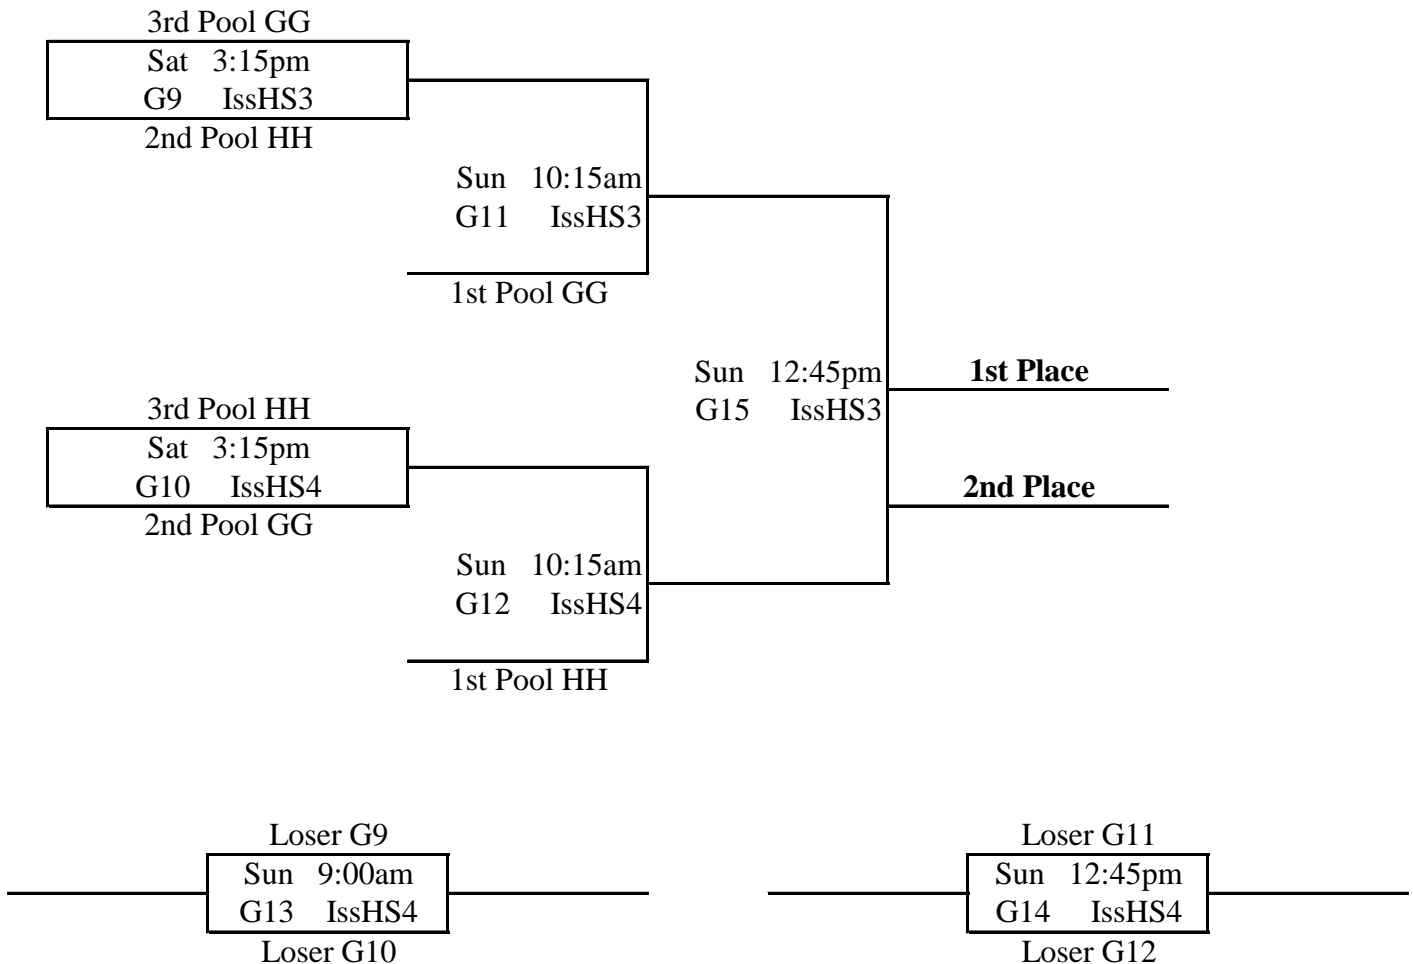 3rd Pool GG
Sat 3:15pm
G9 IssHS3
2nd Pool HH
Sun 10:15am
G11 IssHS3
1st Pool GG
Sun 12:45pm
G15 IssHS3
1st Place
3rd Pool HH
Sat 3:15pm
G10 IssHS4
2nd Pool GG
2nd Place
Sun 10:15am
G12 IssHS4
1st Pool HH
Loser G9
Sun 9:00am
G13 IssHS4
Loser G10
Loser G11
Sun 12:45pm
G14 IssHS4
Loser G12